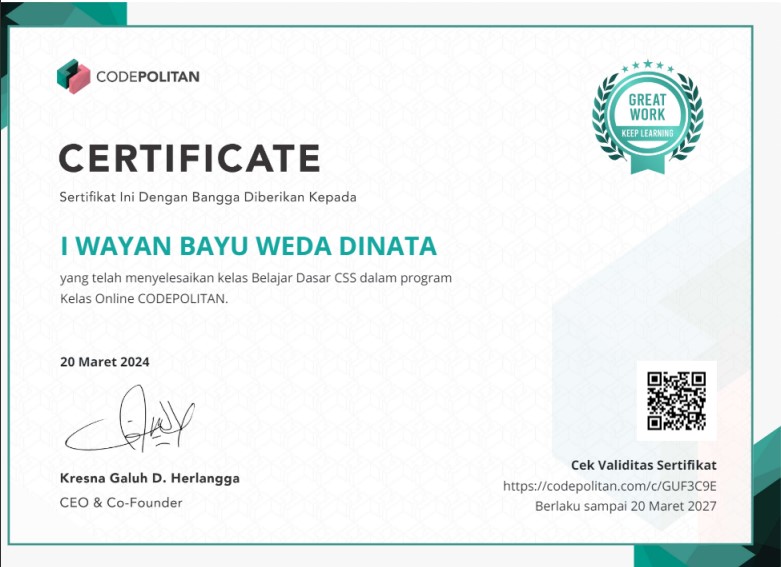 CODEPOLITAN
GREAT
WORK
KEEP LEARNING
CERTIFICATE
Sertifikat Ini Dengan Bangga Diberikan Kepada
I WAYAN BAYU WEDA DINATA
yang telah menyelesaikan kelas Belajar Dasar CSS dalam program
Kelas Online CODEPOLITAN.
20 Maret 2024
Kresna Galuh D. Herlangga
CEO & Co-Founder
Cek Validitas Sertifikat
https://codepolitan.com/c/GUF3C9E
Berlaku sampai 20 Maret 2027